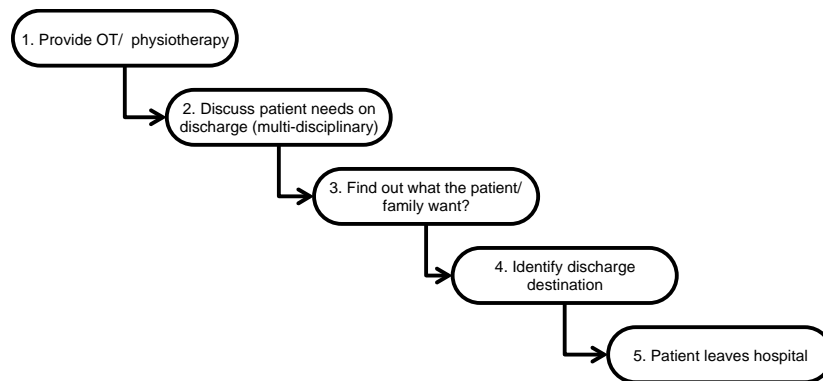 1. Provide OT/ physiotherapy
2. Discuss patient needs on
discharge (multi-disciplinary)
3. Find out what the patient/
family want?
4. Identify discharge
destination
5. Patient leaves hospital